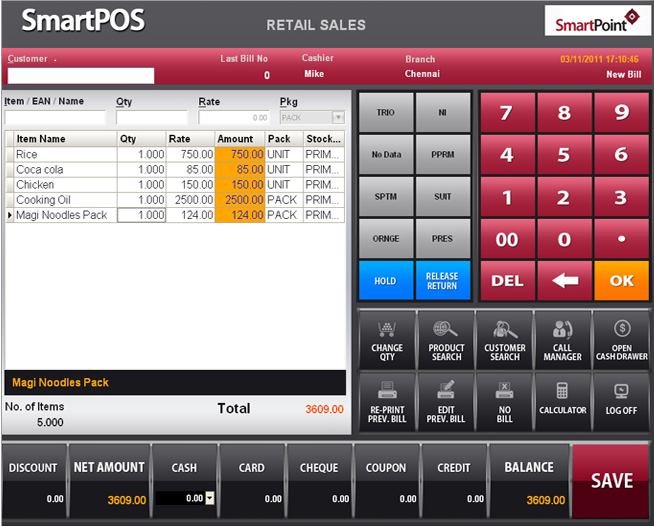 SmartPOS
RETAIL SALES
SmartPoint
Customer .
Last Bill No
Cashier
Branch
03/11/2011 17:10:46
0
Mike
Chennai
New Bill
Item / EAN / Name
Qty
Rate
Pkg
0.00
PACK
Item Name Qty Rate Amount Pack Stock...
Rice 1.000 750.00 750.00 UNIT PRIM...
Coca cola 1.000 85.00 85.00 UNIT PRIM...
Chicken 1.000 150.00 150.00 UNIT PRIM...
Cooking Oil 1.000 2500.00 2500.00 PACK PRIM...
Magi Noodles Pack 1.000 124.00 124.00 PACK PRIM...
Magi Noodles Pack
No. of Items
5.000
Total
3609.00
TRIO NI
No Data PPRM
SPTM SUIT
ORNGE PRES
HOLD
RELEASE
RETURN
7 8 9
4 5 6
1 2 3
00 0 .
DEL OK
CHANGE
QTY
PRODUCT
SEARCH
CUSTOMER
SEARCH
CALL
MANAGER
OPEN
CASH DRAWER
RE-PRINT
PREV. BILL
EDIT
PREV. BILL
NO
BILL
CALCULATOR
LOG OFF
DISCOUNT NET AMOUNT CASH CARD CHEQUE COUPON CREDIT BALANCE
0.00 3609.00 0.00 0.00 0.00 0.00 0.00 3609.00
SAVE